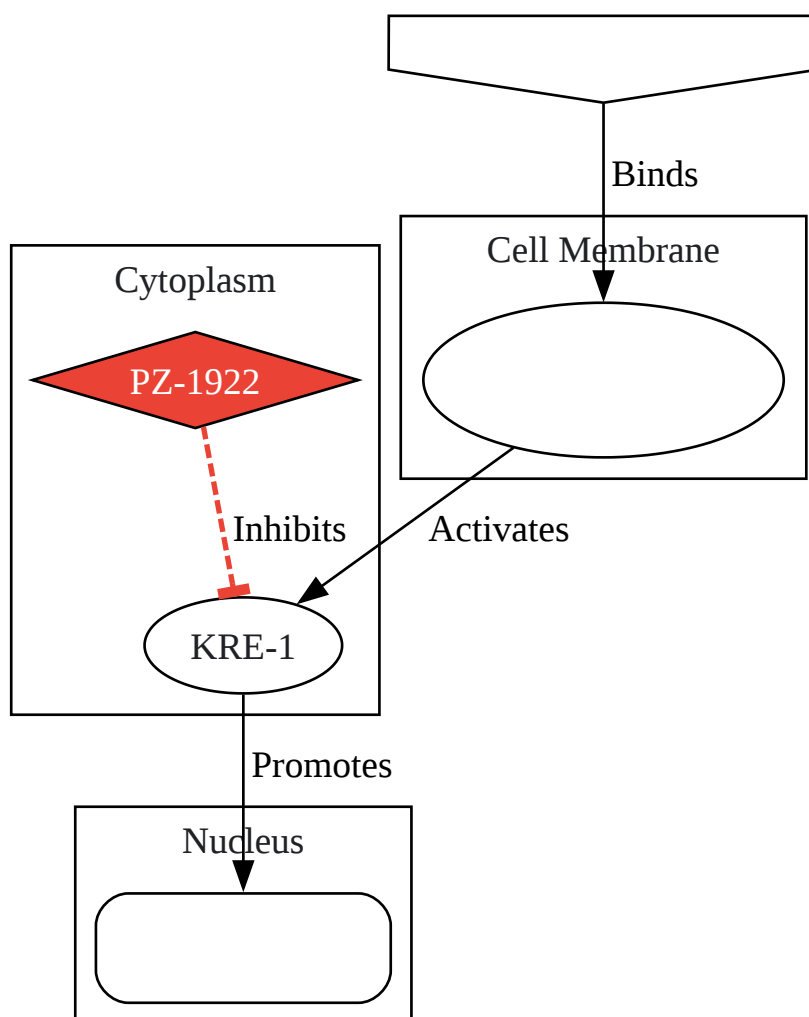 Binds
Cell Membrane
Cytoplasm
PZ-1922
Inhibits
Activates
KRE-1
Promotes
Nucleus